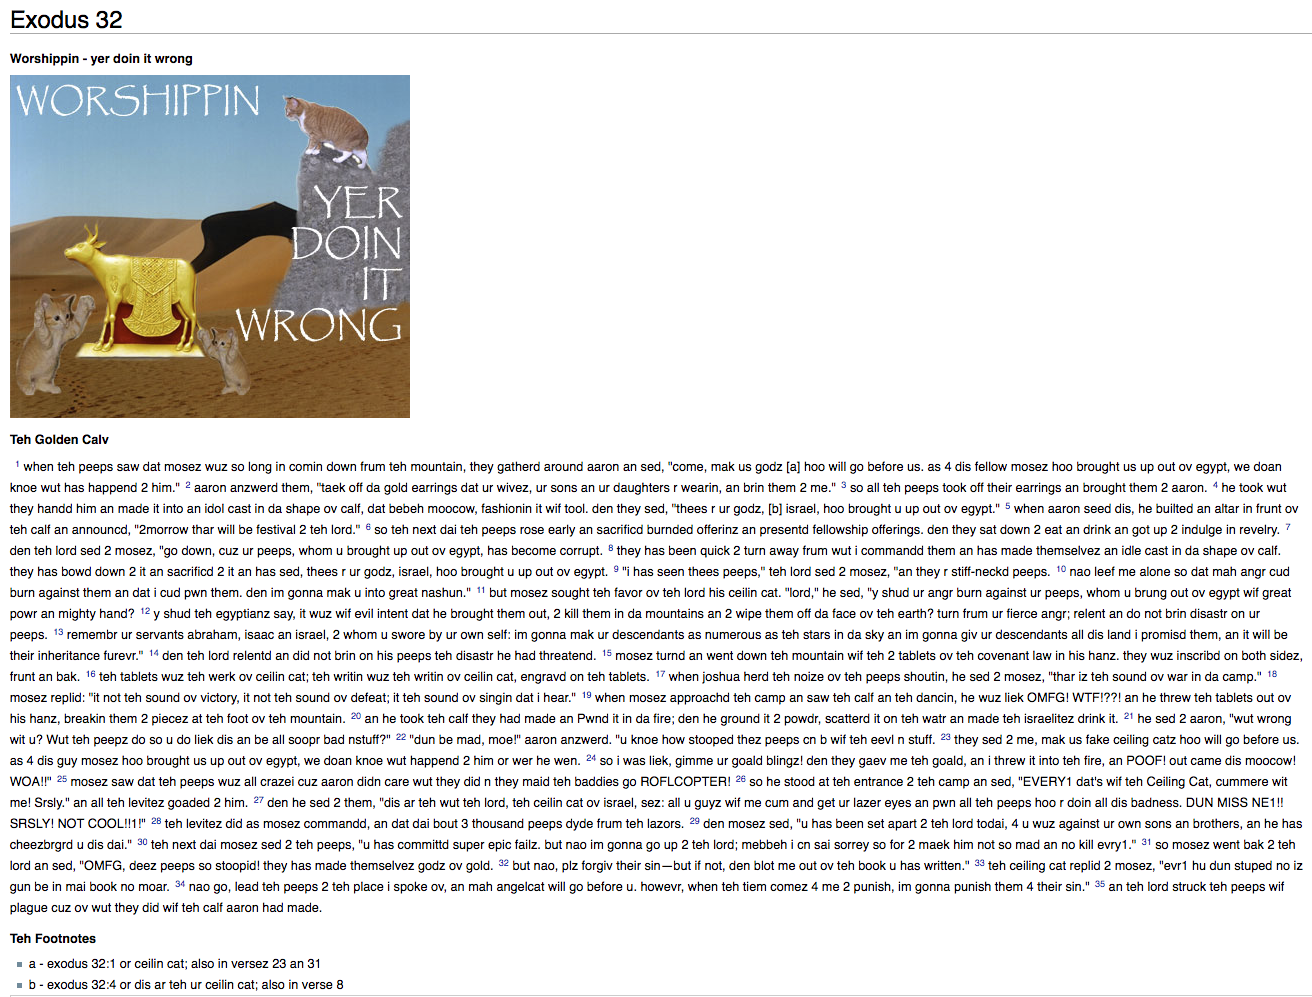 Exodus 32
Worshippin - yer doin it wrong
WORSHIPPIN
YER
DOIN
IT
WRONG
Teh Golden Calv
1 when teh peeps saw dat mosez wuz so long in comin down frum teh mountain, they gatherd around aaron an sed, "come, mak us godz [a] hoo will go before us. as 4 dis fellow mosez hoo brought us up out ov egypt, we doan
knoe wut has happend 2 him." 2 aaron anzwerd them, "taek off da gold earrings dat ur wivez, ur sons an ur daughters r wearin, an brin them 2 me." 3 so all teh peeps took off their earrings an brought them 2 aaron. 4 he took wut
they handd him an made it into an idol cast in da shape ov calf, dat bebeh moocow, fashionin it wif tool. den they sed, "thees r ur godz, [b] israel, hoo brought u up out ov egypt." 5 when aaron seed dis, he builted an altar in frunt ov
teh calf an announcd, "2morrow thar will be festival 2 teh lord." 6 so teh next dai teh peeps rose early an sacrificd burnded offerinz an presentd fellowship offerings. den they sat down 2 eat an drink an got up 2 indulge in revelry. 7
den teh lord sed 2 mosez, "go down, cuz ur peeps, whom u brought up out ov egypt, has become corrupt. 8 they has been quick 2 turn away frum wut i commandd them an has made themselvez an idle cast in da shape ov calf.
they has bowd down 2 it an sacrificd 2 it an has sed, thees r ur godz, israel, hoo brought u up out ov egypt. 9 "i has seen thees peeps," teh lord sed 2 mosez, "an they r stiff-neckd peeps. 10 nao leef me alone so dat mah angr cud
burn against them an dat i cud pwn them. den im gonna mak u into great nashun." 11 but mosez sought teh favor ov teh lord his ceilin cat. "lord," he sed, "y shud ur angr burn against ur peeps, whom u brung out ov egypt wif great
powr an mighty hand? 12 y shud teh egyptianz say, it wuz wif evil intent dat he brought them out, 2 kill them in da mountains an 2 wipe them off da face ov teh earth? turn frum ur fierce angr; relent an do not brin disastr on ur
peeps. 13 remembr ur servants abraham, isaac an israel, 2 whom u swore by ur own self: im gonna mak ur descendants as numerous as teh stars in da sky an im gonna giv ur descendants all dis land i promisd them, an it will be
their inheritance furevr." 14 den teh lord relentd an did not brin on his peeps teh disastr he had threatend. 15 mosez turnd an went down teh mountain wif teh 2 tablets ov teh covenant law in his hanz. they wuz inscribd on both sidez,
frunt an bak. 16 teh tablets wuz teh werk ov ceilin cat; teh writin wuz teh writin ov ceilin cat, engravd on teh tablets. 17 when joshua herd teh noize ov teh peeps shoutin, he sed 2 mosez, "thar iz teh sound ov war in da camp." 18
mosez replid: "it not teh sound ov victory, it not teh sound ov defeat; it teh sound ov singin dat i hear." 19 when mosez approachd teh camp an saw teh calf an teh dancin, he wuz liek OMFG! WTF!??! an he threw teh tablets out ov
his hanz, breakin them 2 piecez at teh foot ov teh mountain. 20 an he took teh calf they had made an Pwnd it in da fire; den he ground it 2 powdr, scatterd it on teh watr an made teh israelitez drink it. 21 he sed 2 aaron, "wut wrong
wit u? Wut teh peepz do so u do liek dis an be all soopr bad nstuff?" 22 "dun be mad, moe!" aaron anzwerd. "u knoe how stooped thez peeps cn b wif teh eevl n stuff. 23 they sed 2 me, mak us fake ceiling catz hoo will go before us.
as 4 dis guy mosez hoo brought us up out ov egypt, we doan knoe wut happend 2 him or wer he wen. 24 so i was liek, gimme ur goald blingz! den they gaev me teh goald, an i threw it into teh fire, an POOF! out came dis moocow!
WOA!!" 25 mosez saw dat teh peeps wuz all crazei cuz aaron didn care wut they did n they maid teh baddies go ROFLCOPTER! 26 so he stood at teh entrance 2 teh camp an sed, "EVERY1 dat's wif teh Ceiling Cat, cummere wit
me! Srsly." an all teh levitez goaded 2 him. 27 den he sed 2 them, "dis ar teh wut teh lord, teh ceilin cat ov israel, sez: all u guyz wif me cum and get ur lazer eyes an pwn all teh peeps hoo r doin all dis badness. DUN MISS NE1!!
SRSLY! NOT COOL!!1!" 28 teh levitez did as mosez commandd, an dat dai bout 3 thousand peeps dyde frum teh lazors. 29 den mosez sed, "u has been set apart 2 teh lord todai, 4 u wuz against ur own sons an brothers, an he has
cheezbrgrd u dis dai." 30 teh next dai mosez sed 2 teh peeps, "u has committd super epic failz. but nao im gonna go up 2 teh lord; mebbeh i cn sai sorrey so for 2 maek him not so mad an no kill evry1." 31 so mosez went bak 2 teh
lord an sed, "OMFG, deez peeps so stoopid! they has made themselvez godz ov gold. 32 but nao, plz forgiv their sin—but if not, den blot me out ov teh book u has written." 33 teh ceiling cat replid 2 mosez, "evr1 hu dun stuped no iz
gun be in mai book no moar. 34 nao go, lead teh peeps 2 teh place i spoke ov, an mah angelcat will go before u. howevr, when teh tiem comez 4 me 2 punish, im gonna punish them 4 their sin." 35 an teh lord struck teh peeps wif
plague cuz ov wut they did wif teh calf aaron had made.
Teh Footnotes
a - exodus 32:1 or ceilin cat; also in versez 23 an 31
b - exodus 32:4 or dis ar teh ur ceilin cat; also in verse 8